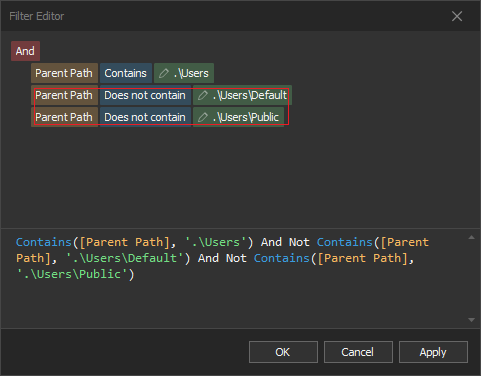 Filter Editor
And
Parent Path Contains .\Users
Parent Path Does not contain .\Users\Default
Parent Path Does not contain .\Users\Public
Contains([Parent Path], '.\Users') And Not Contains([Parent
Path], '.\Users\Default') And Not Contains([Parent Path],
'.\Users\Public')
OK Cancel Apply